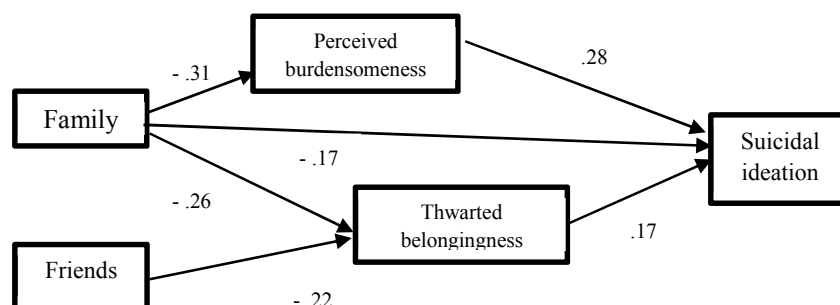 Perceived
burdensomeness
- .31
.28
Family
Suicidal
ideation
- .17
- .26
Thwarted
belongingness
.17
Friends
- .22